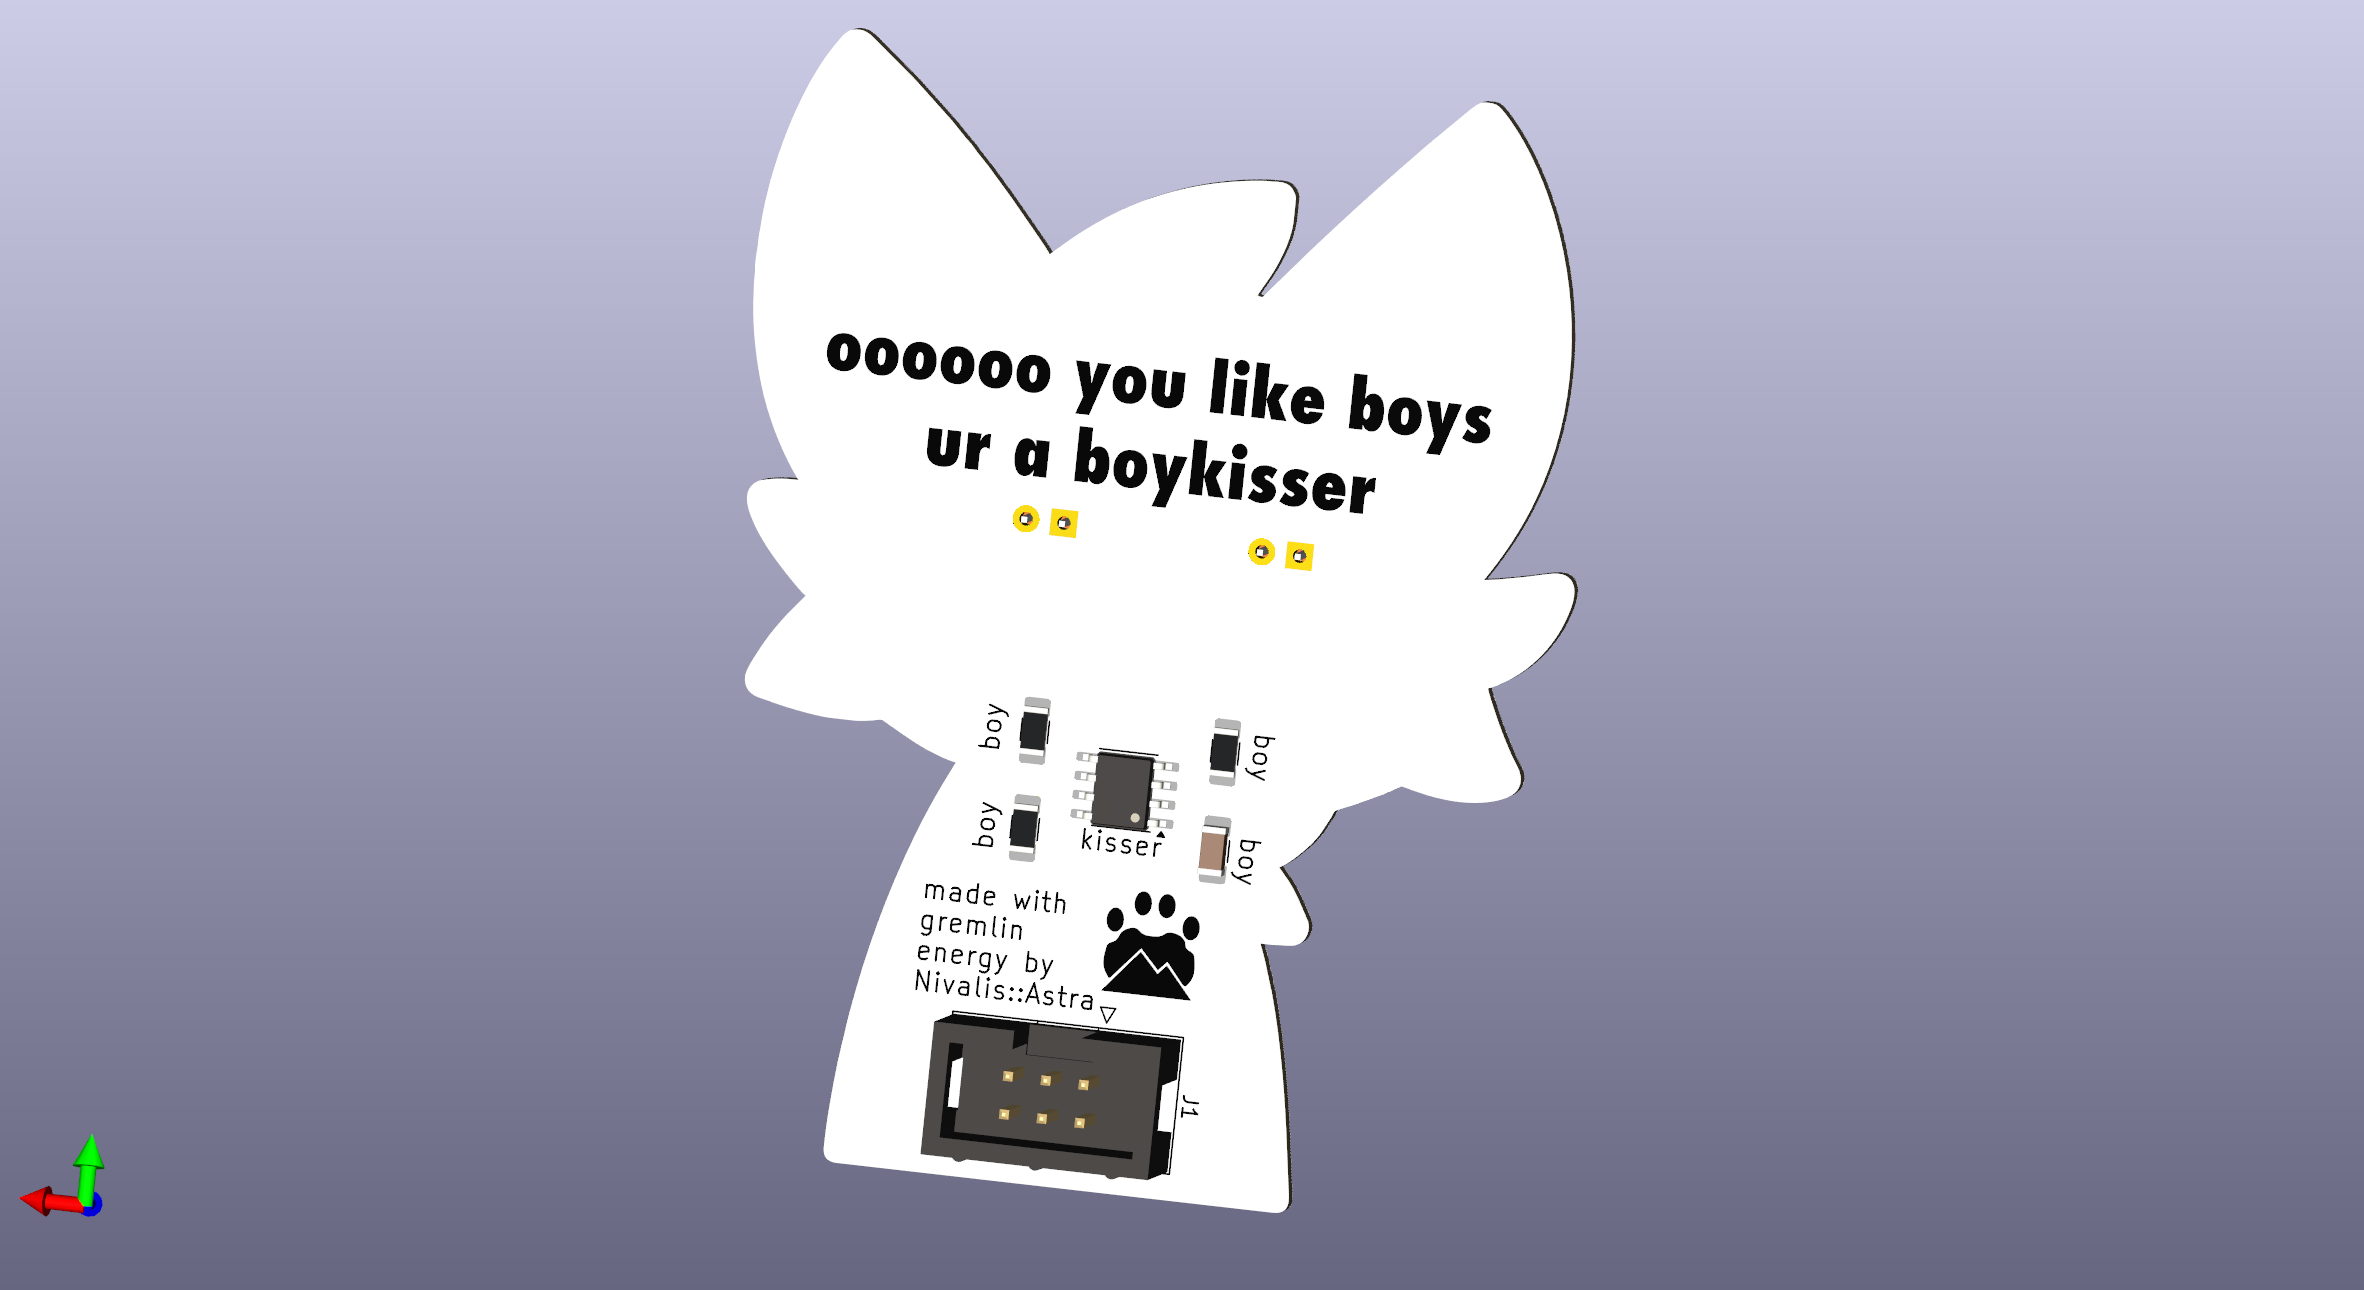 oooooo you like boys
ur a boykisser
boy
boy
boy
kisser
boy
made with
gremlin
energy by
Nivalis::Astra
J1